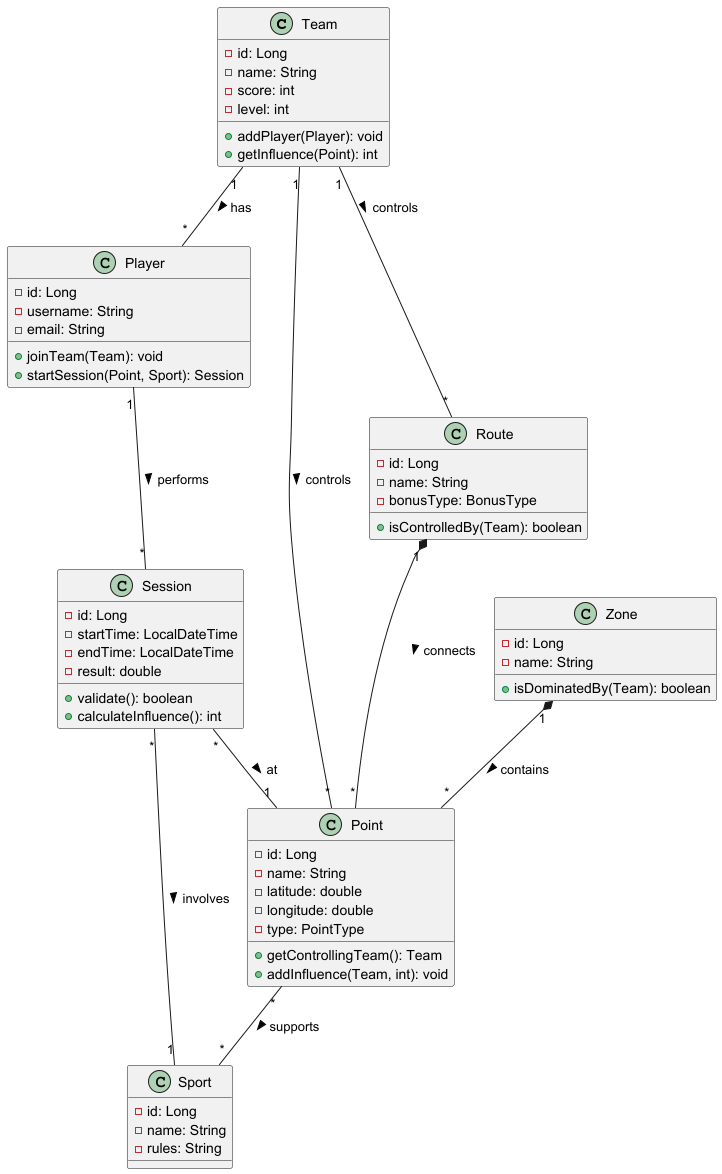 C Team
id: Long
name: String
score: int
level: int
addPlayer(Player): void
getInfluence(Point): int
1
1
1
has
controls
*
C Player
id: Long
username: String
email: String
joinTeam(Team): void
startSession(Point, Sport): Session
1
*
C Route
id: Long
name: String
bonusType: BonusType
isControlledBy(Team): boolean
1
performs
controls
*
C Session
id: Long
startTime: LocalDateTime
endTime: LocalDateTime
result: double
validate(): boolean
calculateInfluence(): int
*
*
connects
C Zone
id: Long
name: String
isDominatedBy(Team): boolean
1
at
contains
1
*
*
*
C Point
id: Long
name: String
latitude: double
longitude: double
type: PointType
getControllingTeam(): Team
addInfluence(Team, int): void
*
involves
supports
1
*
C Sport
id: Long
name: String
rules: String